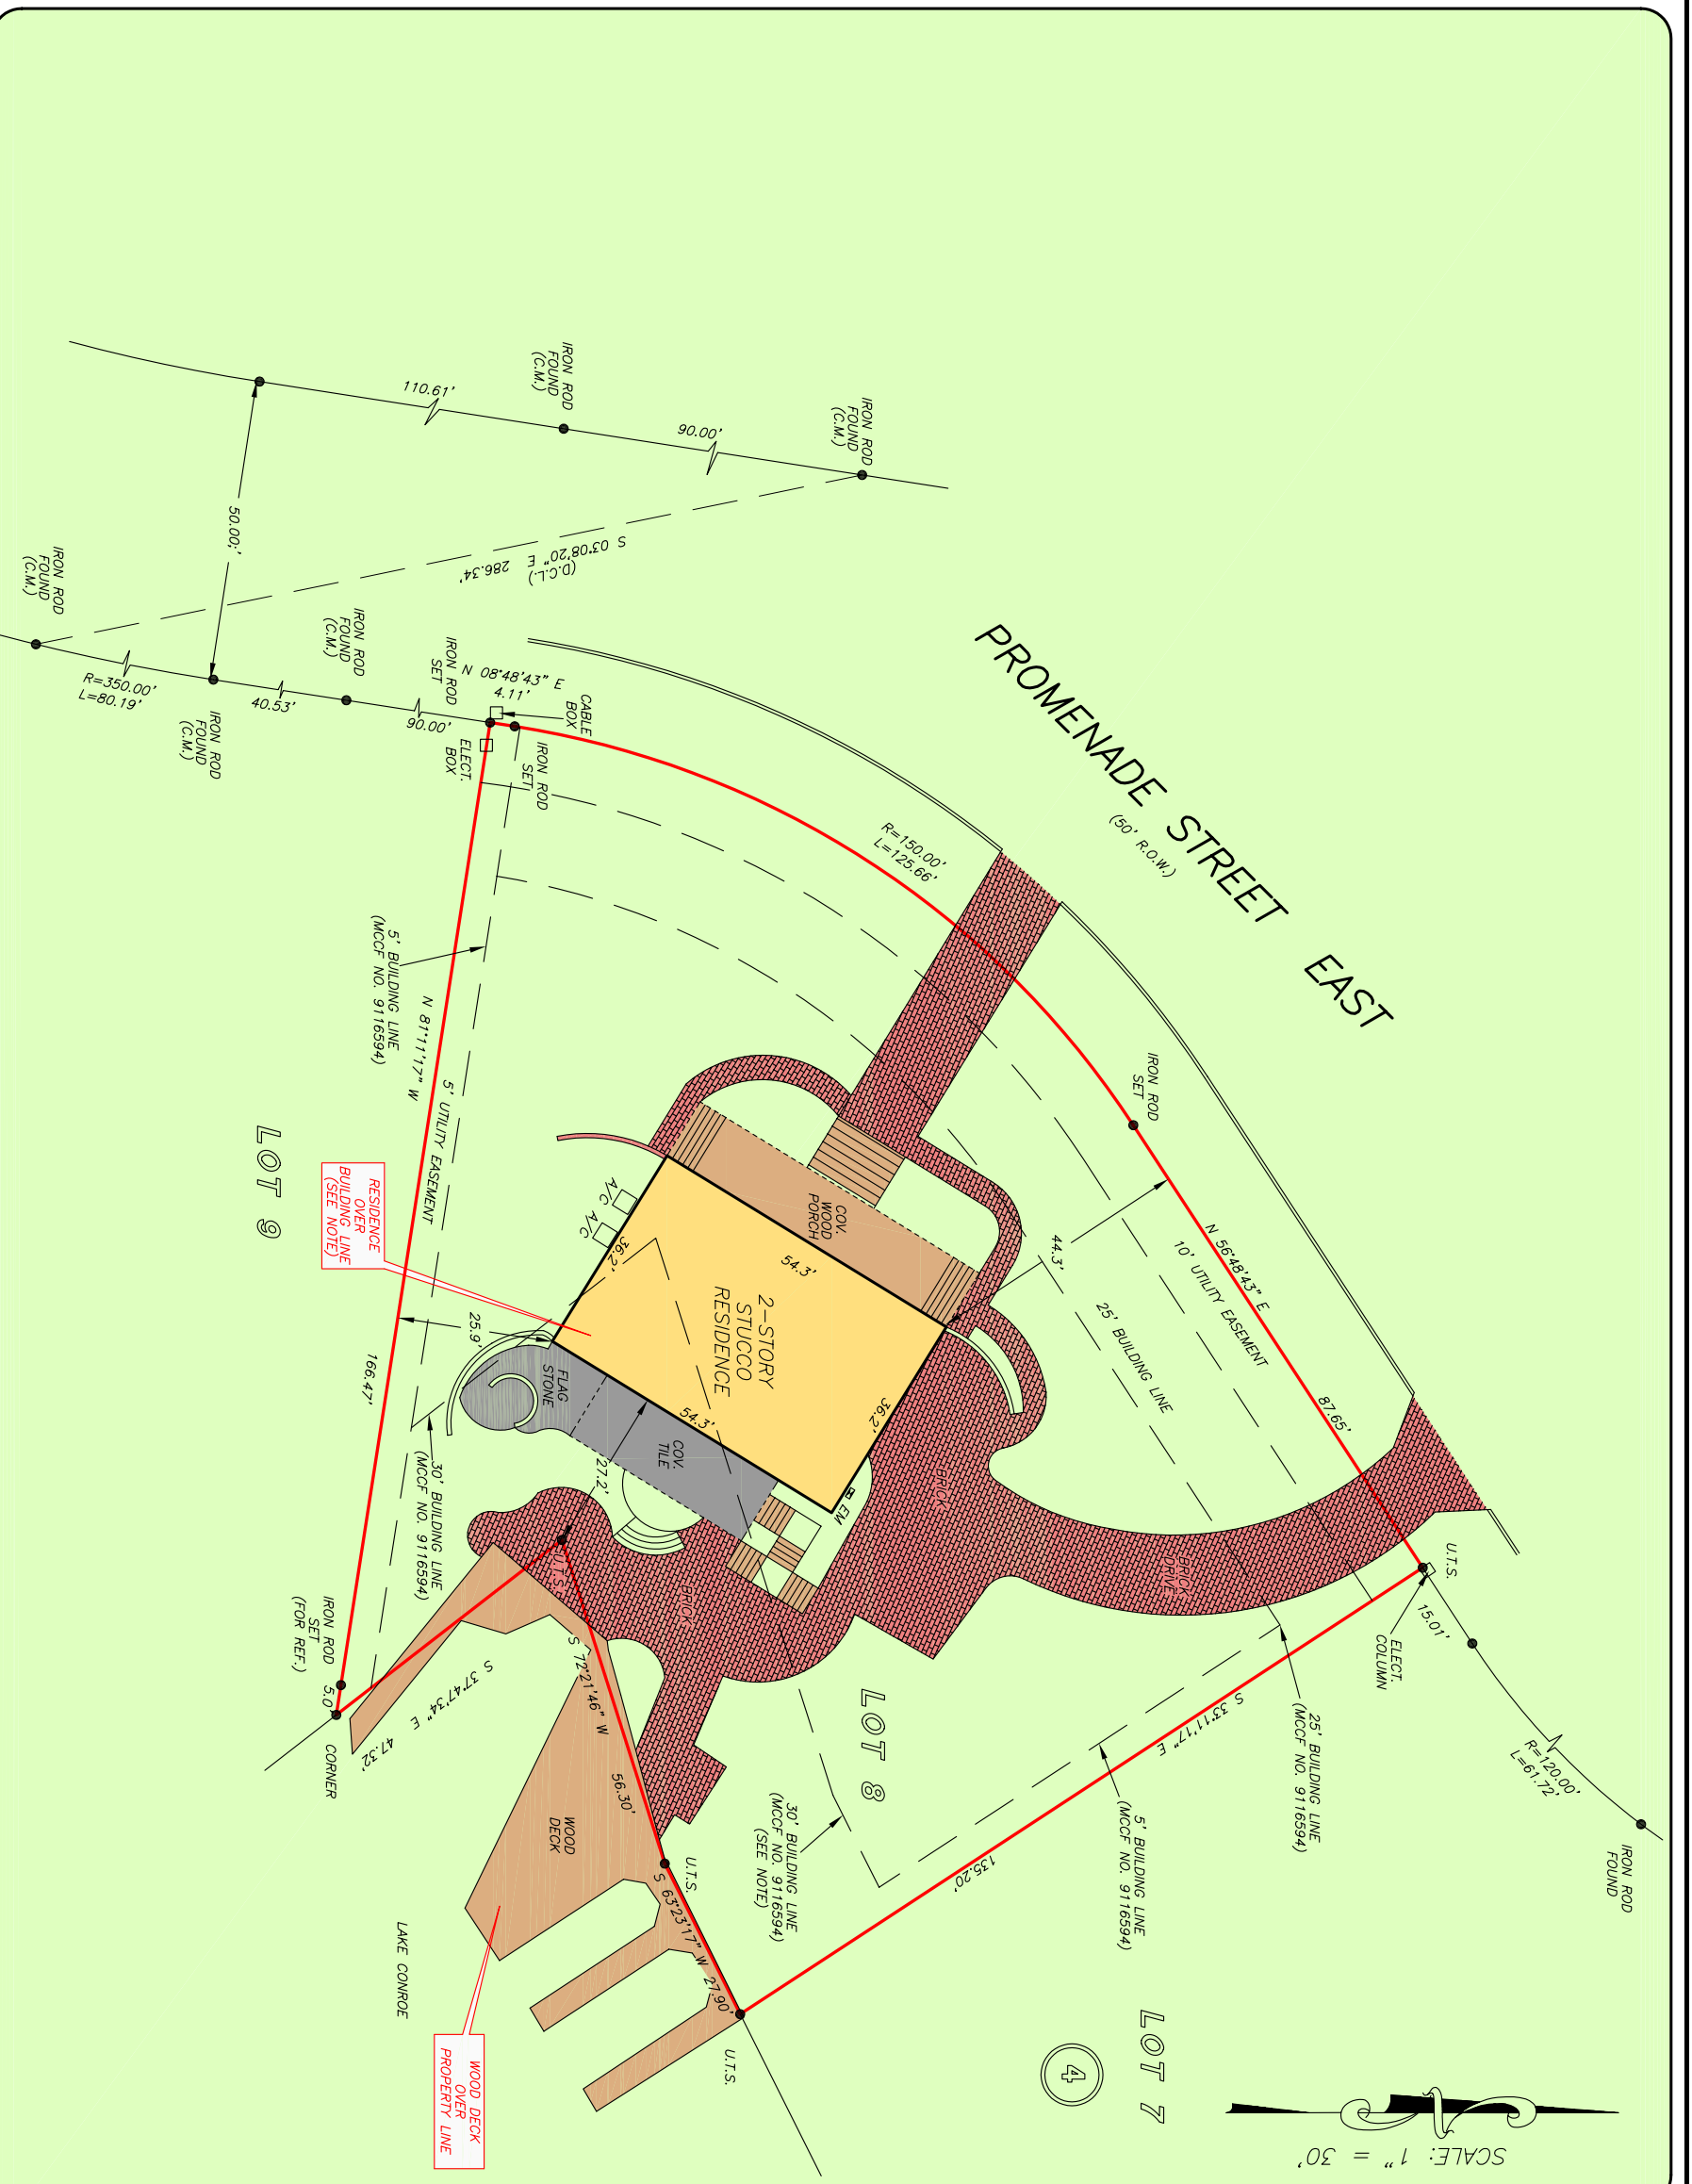 PROMENADE STREET EAST
(50' R.O.W.)
IRON ROD
FOUND
(C.M.)
110.61'
90.00'
IRON ROD
FOUND
(C.M.)
50.00;'
S 03°08'20" E 286.34'
(D.C.L.)
IRON ROD
FOUND
(C.M.)
R=350.00'
L=80.19'
IRON ROD
FOUND
(C.M.)
40.53'
IRON ROD
FOUND
(C.M.)
90.00'
IRON ROD
SET
N 08°48'43" E
4.11'
CABLE
BOX
ELECT.
BOX
IRON ROD
SET
R=150.00'
L=125.66'
IRON ROD
SET
N 56°48'43" E
87.65'
10' UTILITY EASEMENT
25' BUILDING LINE
44.3'
5' BUILDING LINE
(MCCF NO. 9116594)
N 81°11'17" W
166.47'
5' UTILITY EASEMENT
LOT 9
RESIDENCE
OVER
BUILDING LINE
(SEE NOTE)
A/C
A/C
36.2'
COV.
WOOD
PORCH
54.3'
2-STORY
STUCCO
RESIDENCE
36.2'
54.3'
25.9'
FLAG
STONE
COV.
TILE
27.2'
EM
BRICK
BRICK
DRIVE
BRICK
U.T.S.
30' BUILDING LINE
(MCCF NO. 9116594)
IRON ROD
SET
(FOR REF.)
5.0'
CORNER
S 37°47'34" E
47.32'
S 72°21'46" W
56.30'
WOOD
DECK
U.T.S.
S 63°23'17" W 27.90'
U.T.S.
LAKE CONROE
WOOD DECK
OVER
PROPERTY LINE
LOT 8
30' BUILDING LINE
(MCCF NO. 9116594)
(SEE NOTE)
S 33°11'17" E
135.20'
5' BUILDING LINE
(MCCF NO. 9116594)
25' BUILDING LINE
(MCCF NO. 9116594)
U.T.S.
ELECT.
COLUMN
15.01'
R=120.00'
L=61.72'
IRON ROD
FOUND
LOT 7
4
N
SCALE: 1" = 30'